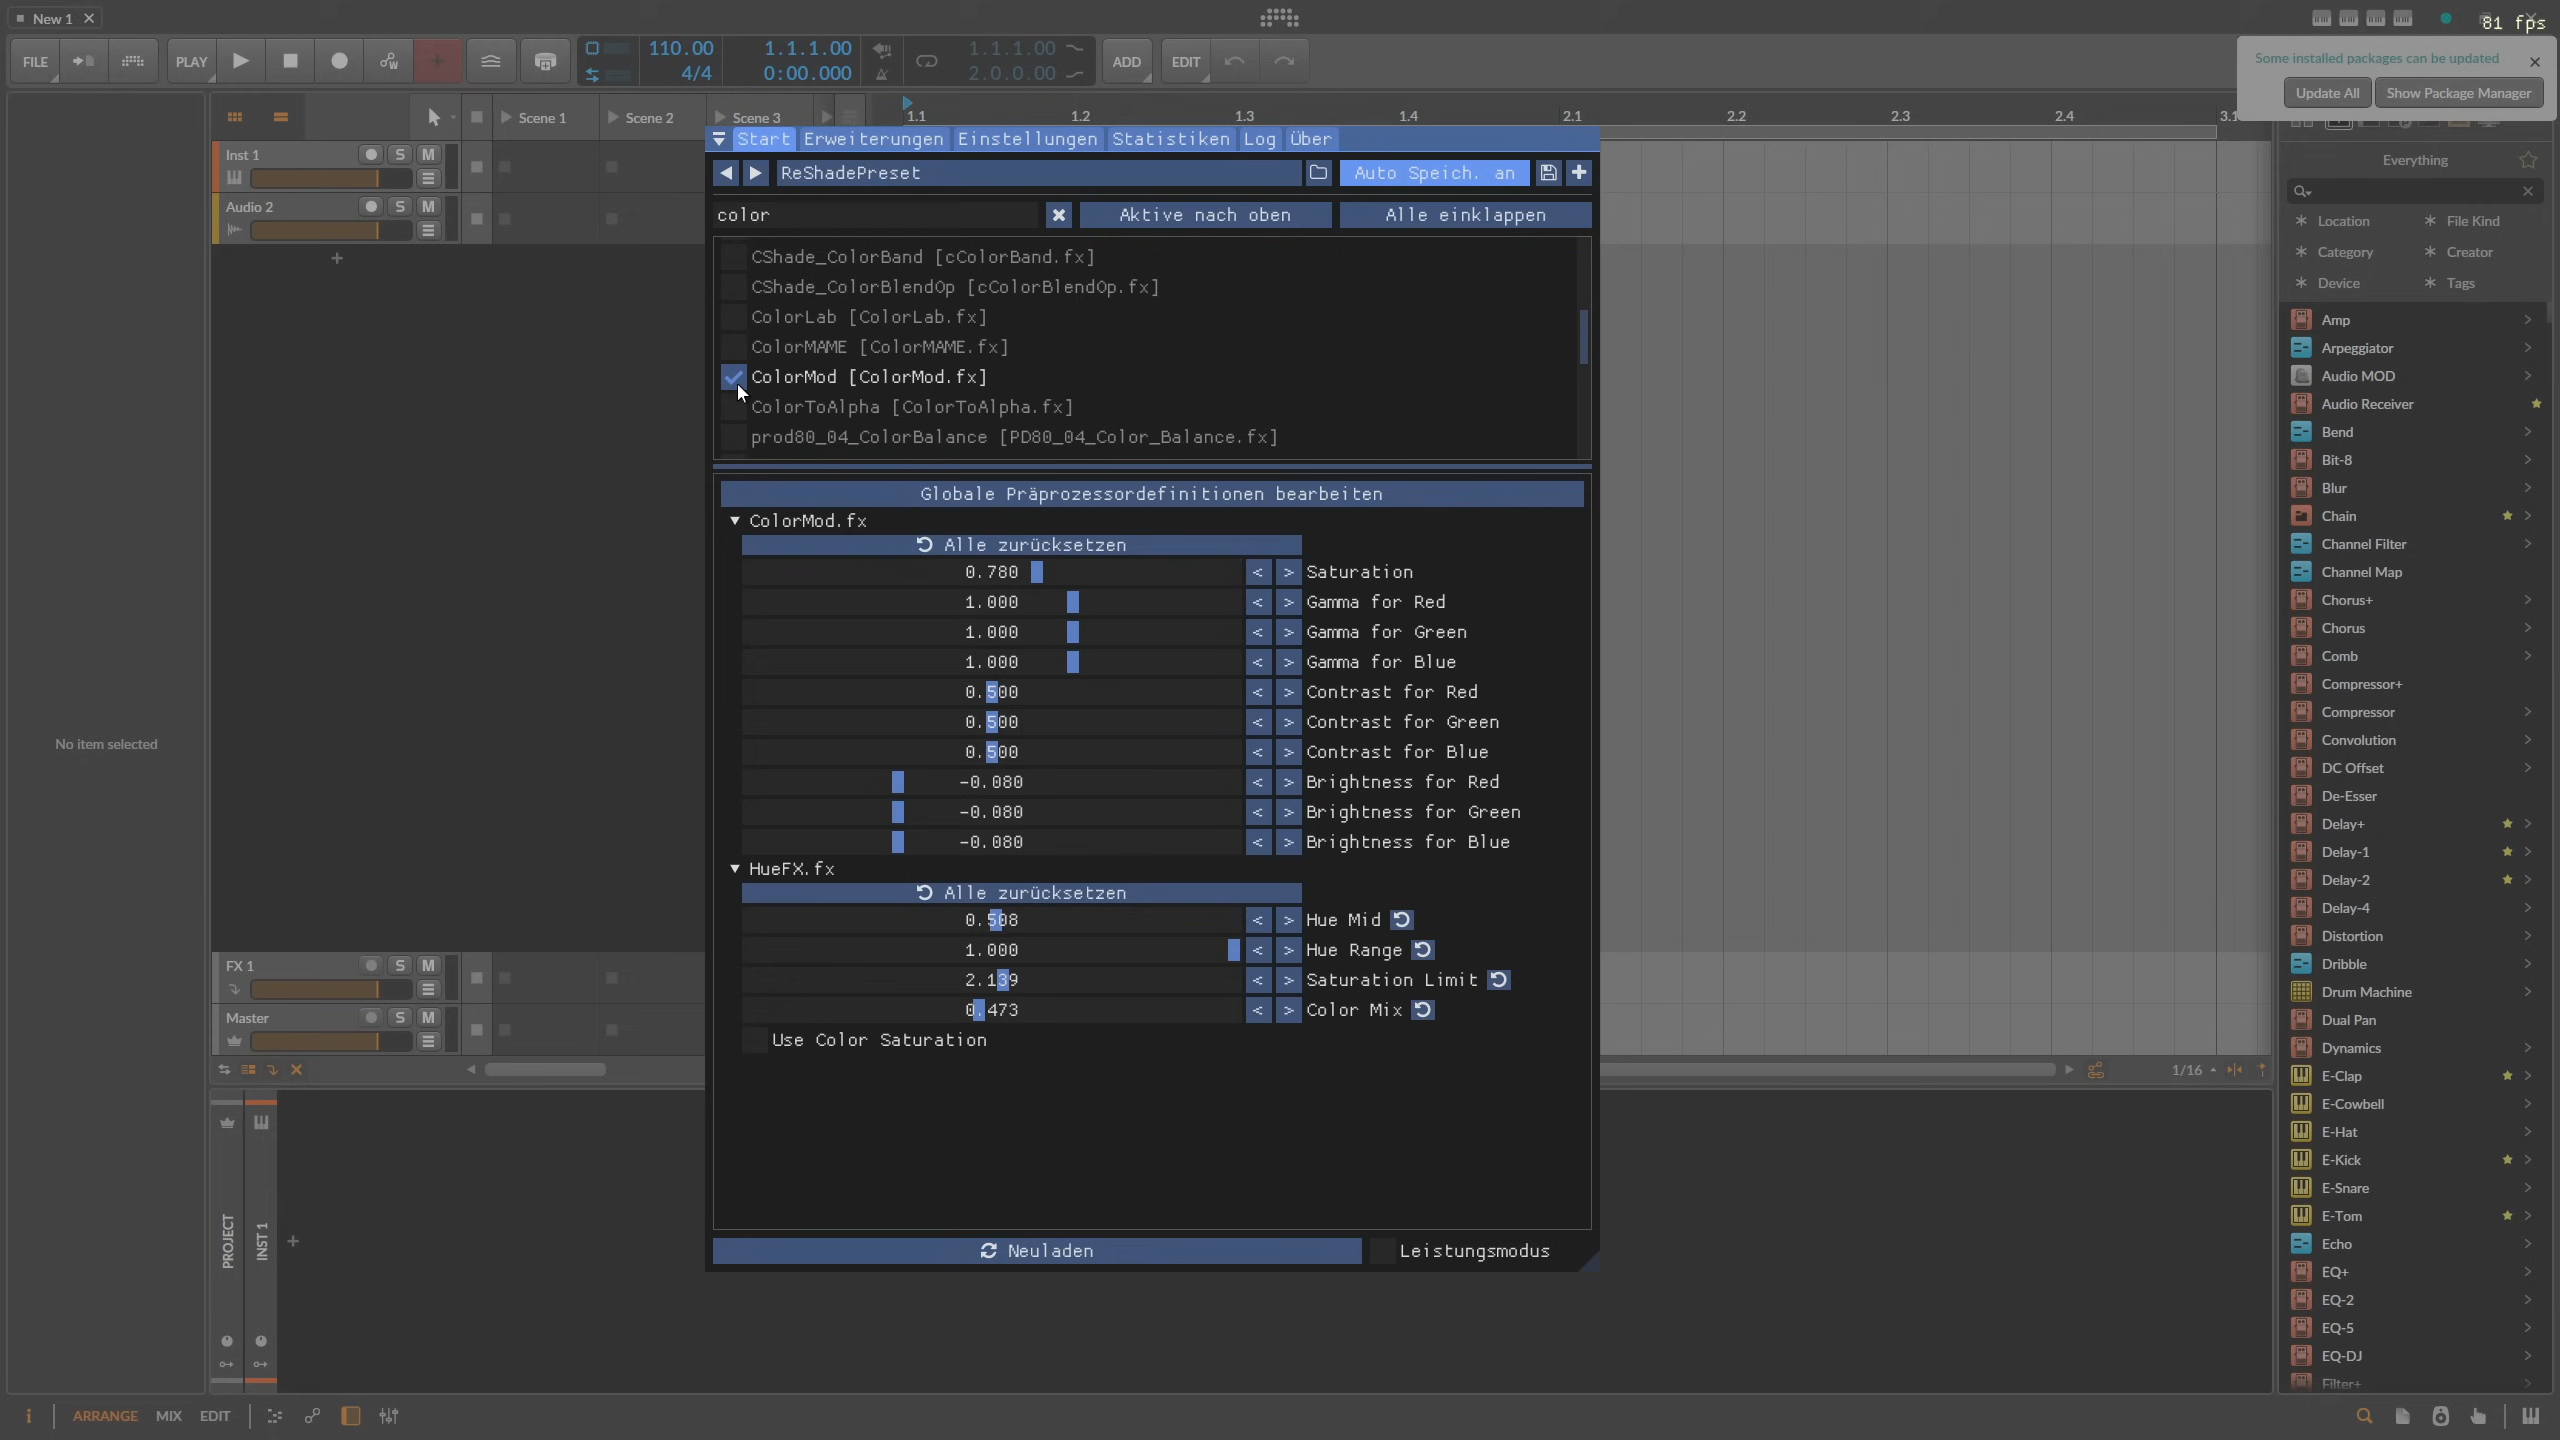 New 1
81 fps
FILE
PLAY
110.00
4/4
1.1.1.00
0:00.000
1.1.1.00
2.0.0.00
ADD
EDIT
Some installed packages can be updated
Update All
Show Package Manager
Scene 1
Scene 2
Scene 3
1.1
1.2
1.3
1.4
2.1
2.2
2.3
2.4
3.1
Inst 1
S
M
Audio 2
S
M
Start
Erweiterungen
Einstellungen
Statistiken
Log
Über
ReShadePreset
Auto Speich. an
color
Aktive nach oben
Alle einklappen
CShade_ColorBand [cColorBand.fx]
CShade_ColorBlendOp [cColorBlendOp.fx]
ColorLab [ColorLab.fx]
ColorMAME [ColorMAME.fx]
ColorMod [ColorMod.fx]
ColorToAlpha [ColorToAlpha.fx]
prod80_04_ColorBalance [PD80_04_Color_Balance.fx]
Globale Präprozessordefinitionen bearbeiten
ColorMod.fx
Alle zurücksetzen
0.780 < > Saturation
1.000 < > Gamma for Red
1.000 < > Gamma for Green
1.000 < > Gamma for Blue
0.500 < > Contrast for Red
0.500 < > Contrast for Green
0.500 < > Contrast for Blue
-0.080 < > Brightness for Red
-0.080 < > Brightness for Green
-0.080 < > Brightness for Blue
HueFX.fx
Alle zurücksetzen
0.508 < > Hue Mid
1.000 < > Hue Range
2.139 < > Saturation Limit
0.473 < > Color Mix
Use Color Saturation
Neuladen
Leistungsmodus
No item selected
FX 1
S
M
Master
S
M
1/16
PROJECT
INST 1
ARRANGE
MIX
EDIT
Everything
Location
File Kind
Category
Creator
Device
Tags
Amp
Arpeggiator
Audio MOD
Audio Receiver
Bend
Bit-8
Blur
Chain
Channel Filter
Channel Map
Chorus+
Chorus
Comb
Compressor+
Compressor
Convolution
DC Offset
De-Esser
Delay+
Delay-1
Delay-2
Delay-4
Distortion
Dribble
Drum Machine
Dual Pan
Dynamics
E-Clap
E-Cowbell
E-Hat
E-Kick
E-Snare
E-Tom
Echo
EQ+
EQ-2
EQ-5
EQ-DJ
Filter+